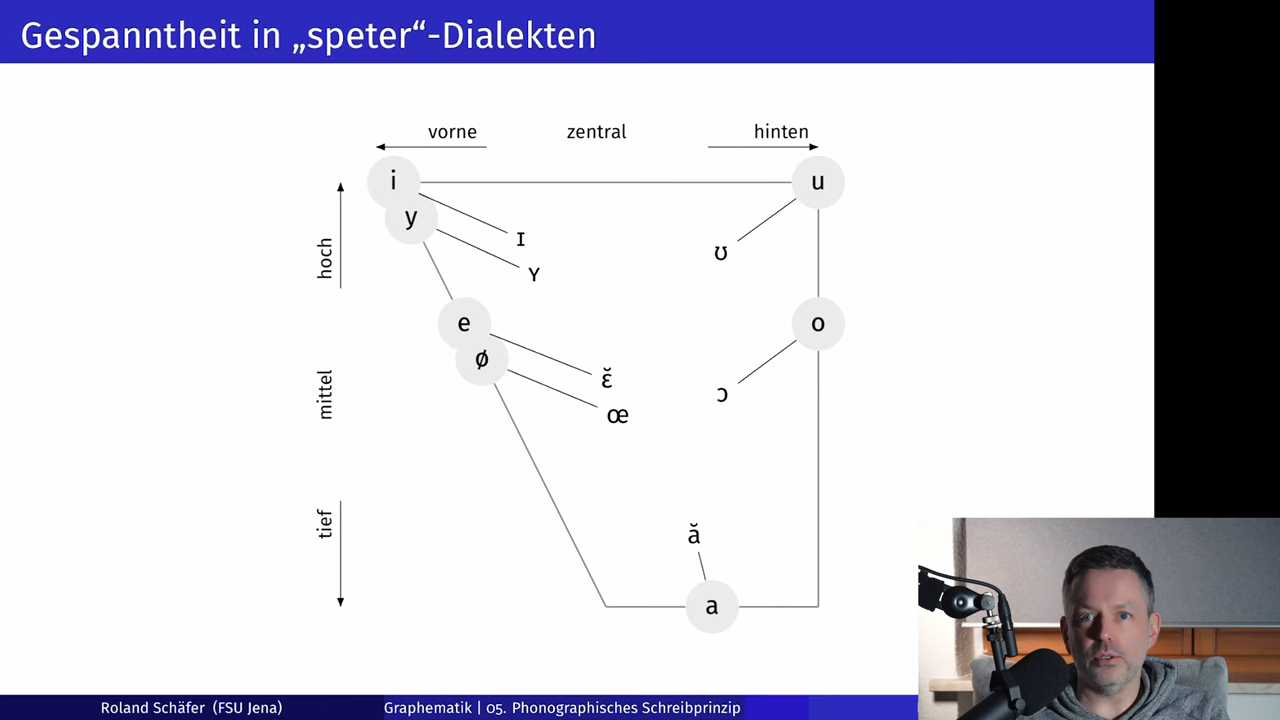 Gespanntheit in „speter“-Dialekten
vorne zentral hinten
i u
y
ɪ
ʏ ʊ
hoch
e o
ø
ɛ̆
œ ɔ
mittel
ă
tief
a
Roland Schäfer (FSU Jena) Graphematik | 05. Phonographisches Schreibprinzip